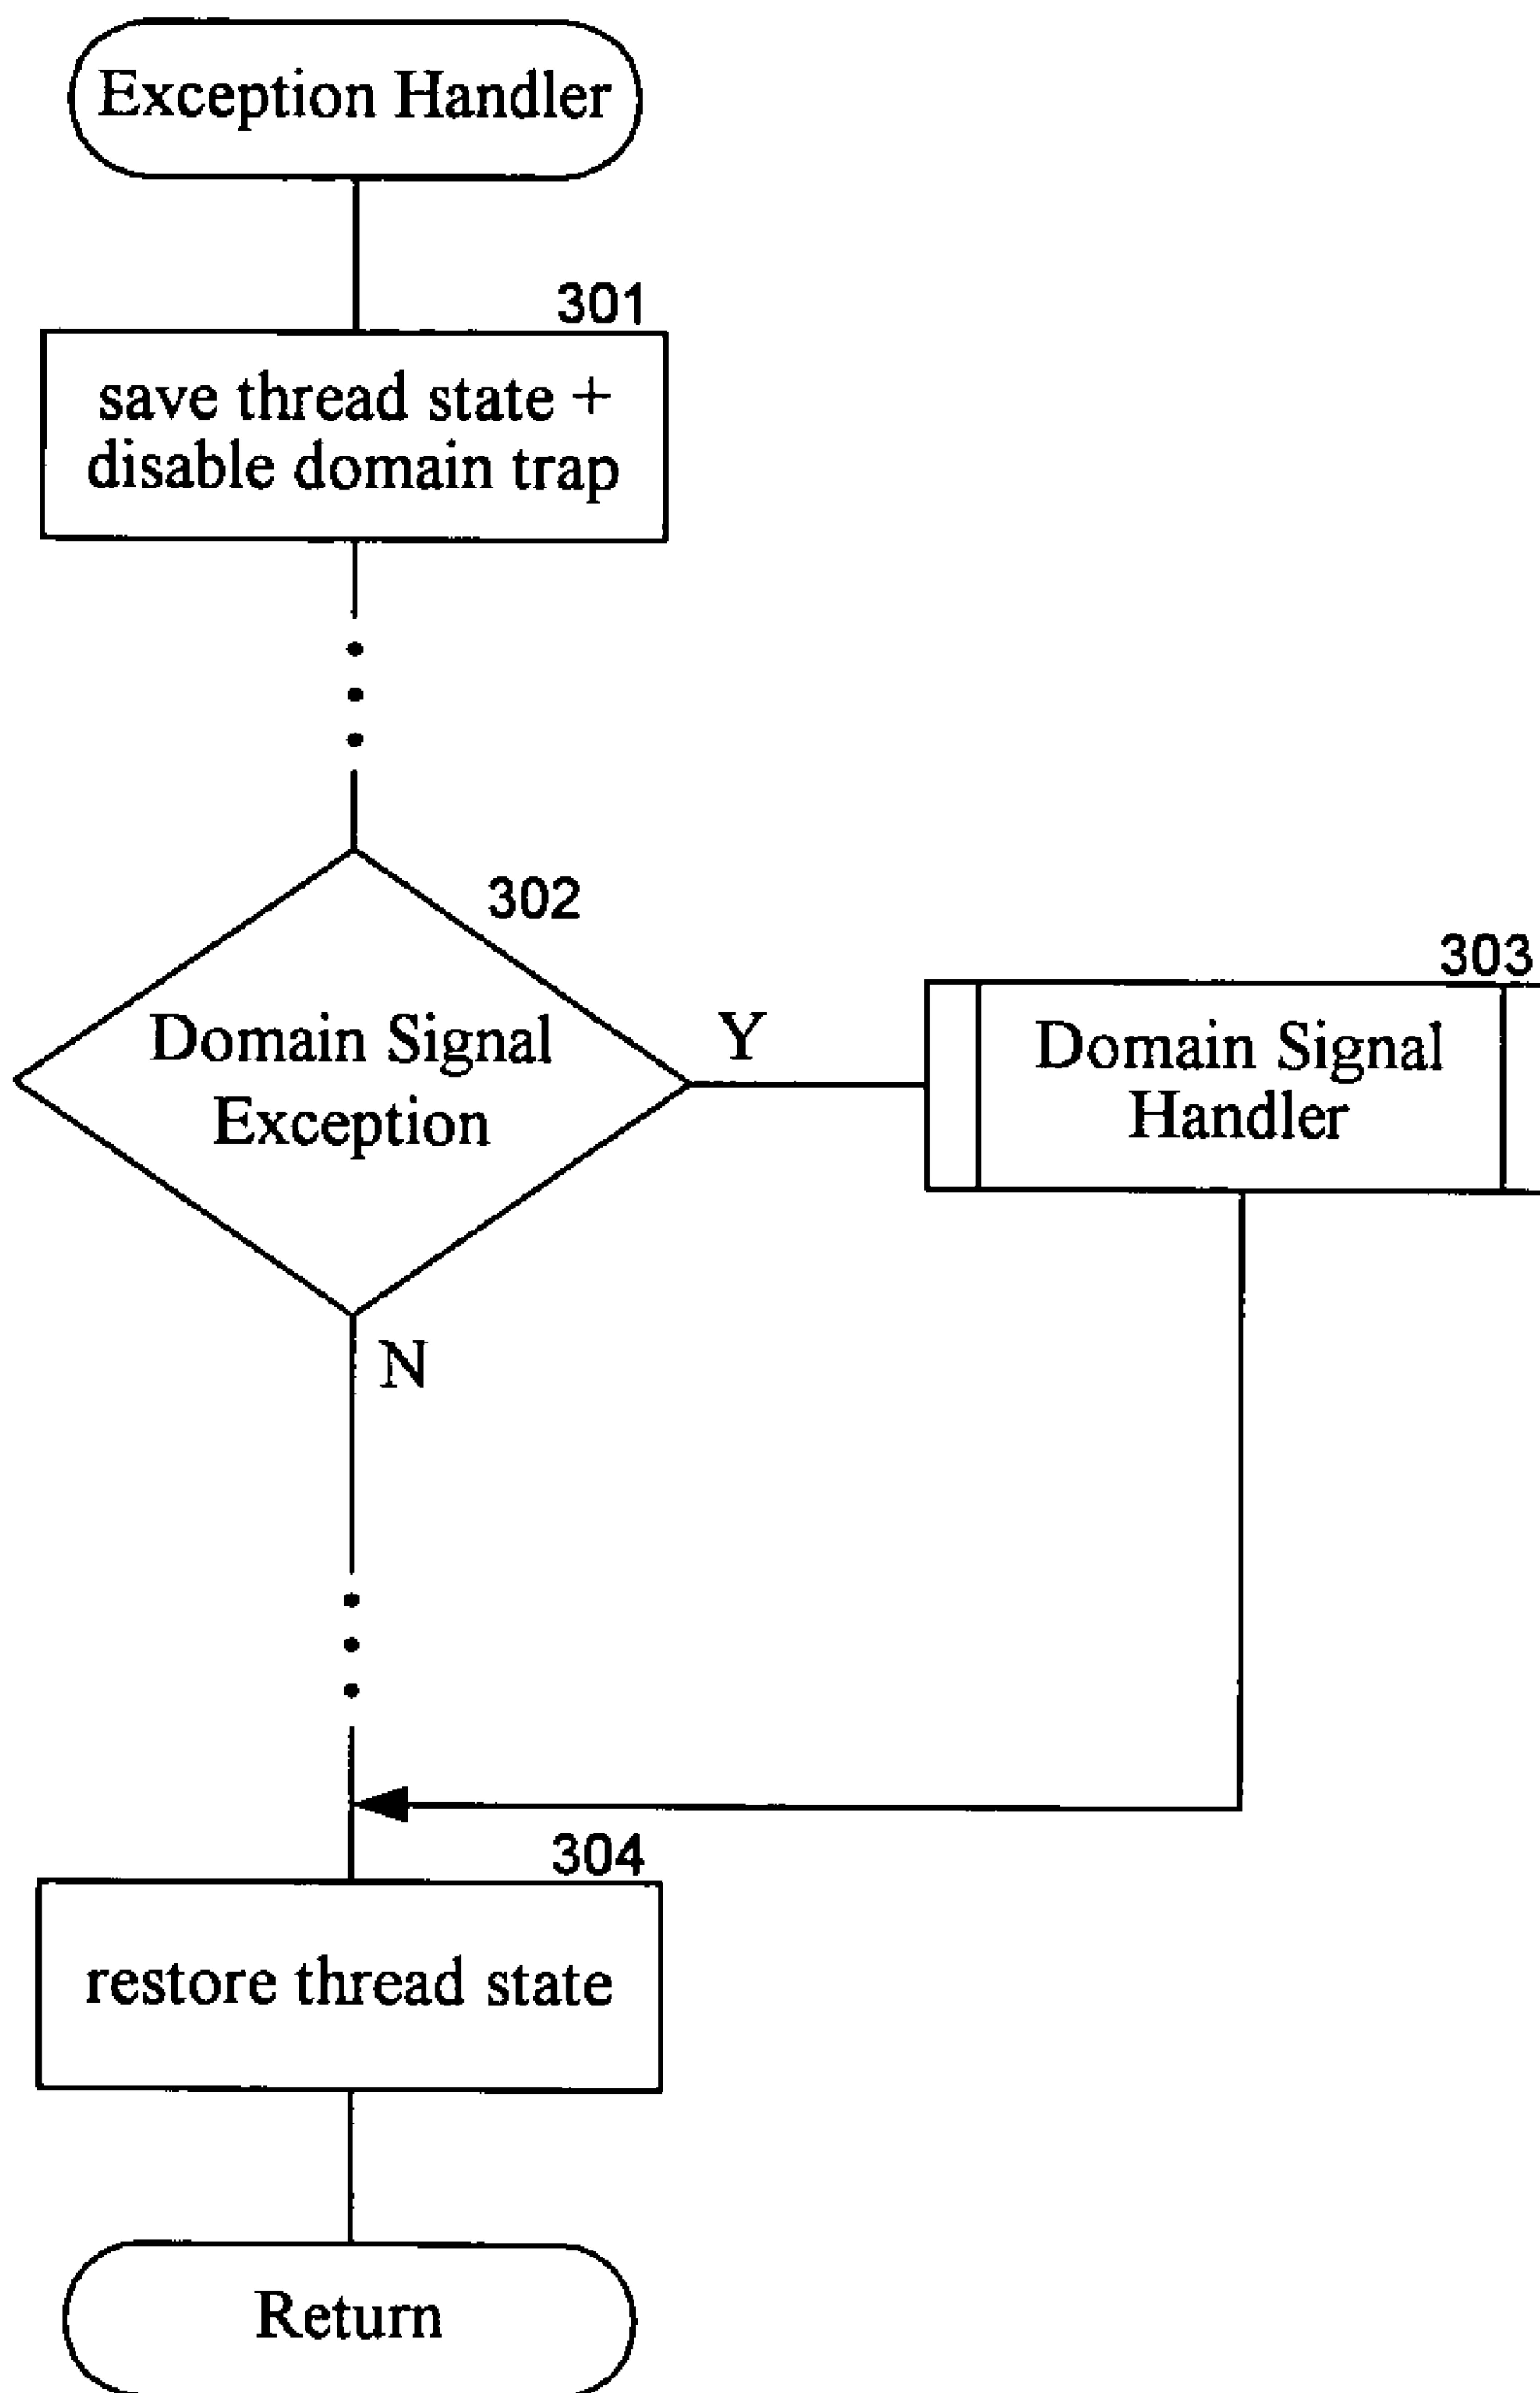 Exception Handler
301
save thread state +
disable domain trap
302
Domain Signal
Exception
Y
303
Domain Signal
Handler
N
304
restore thread state
Return